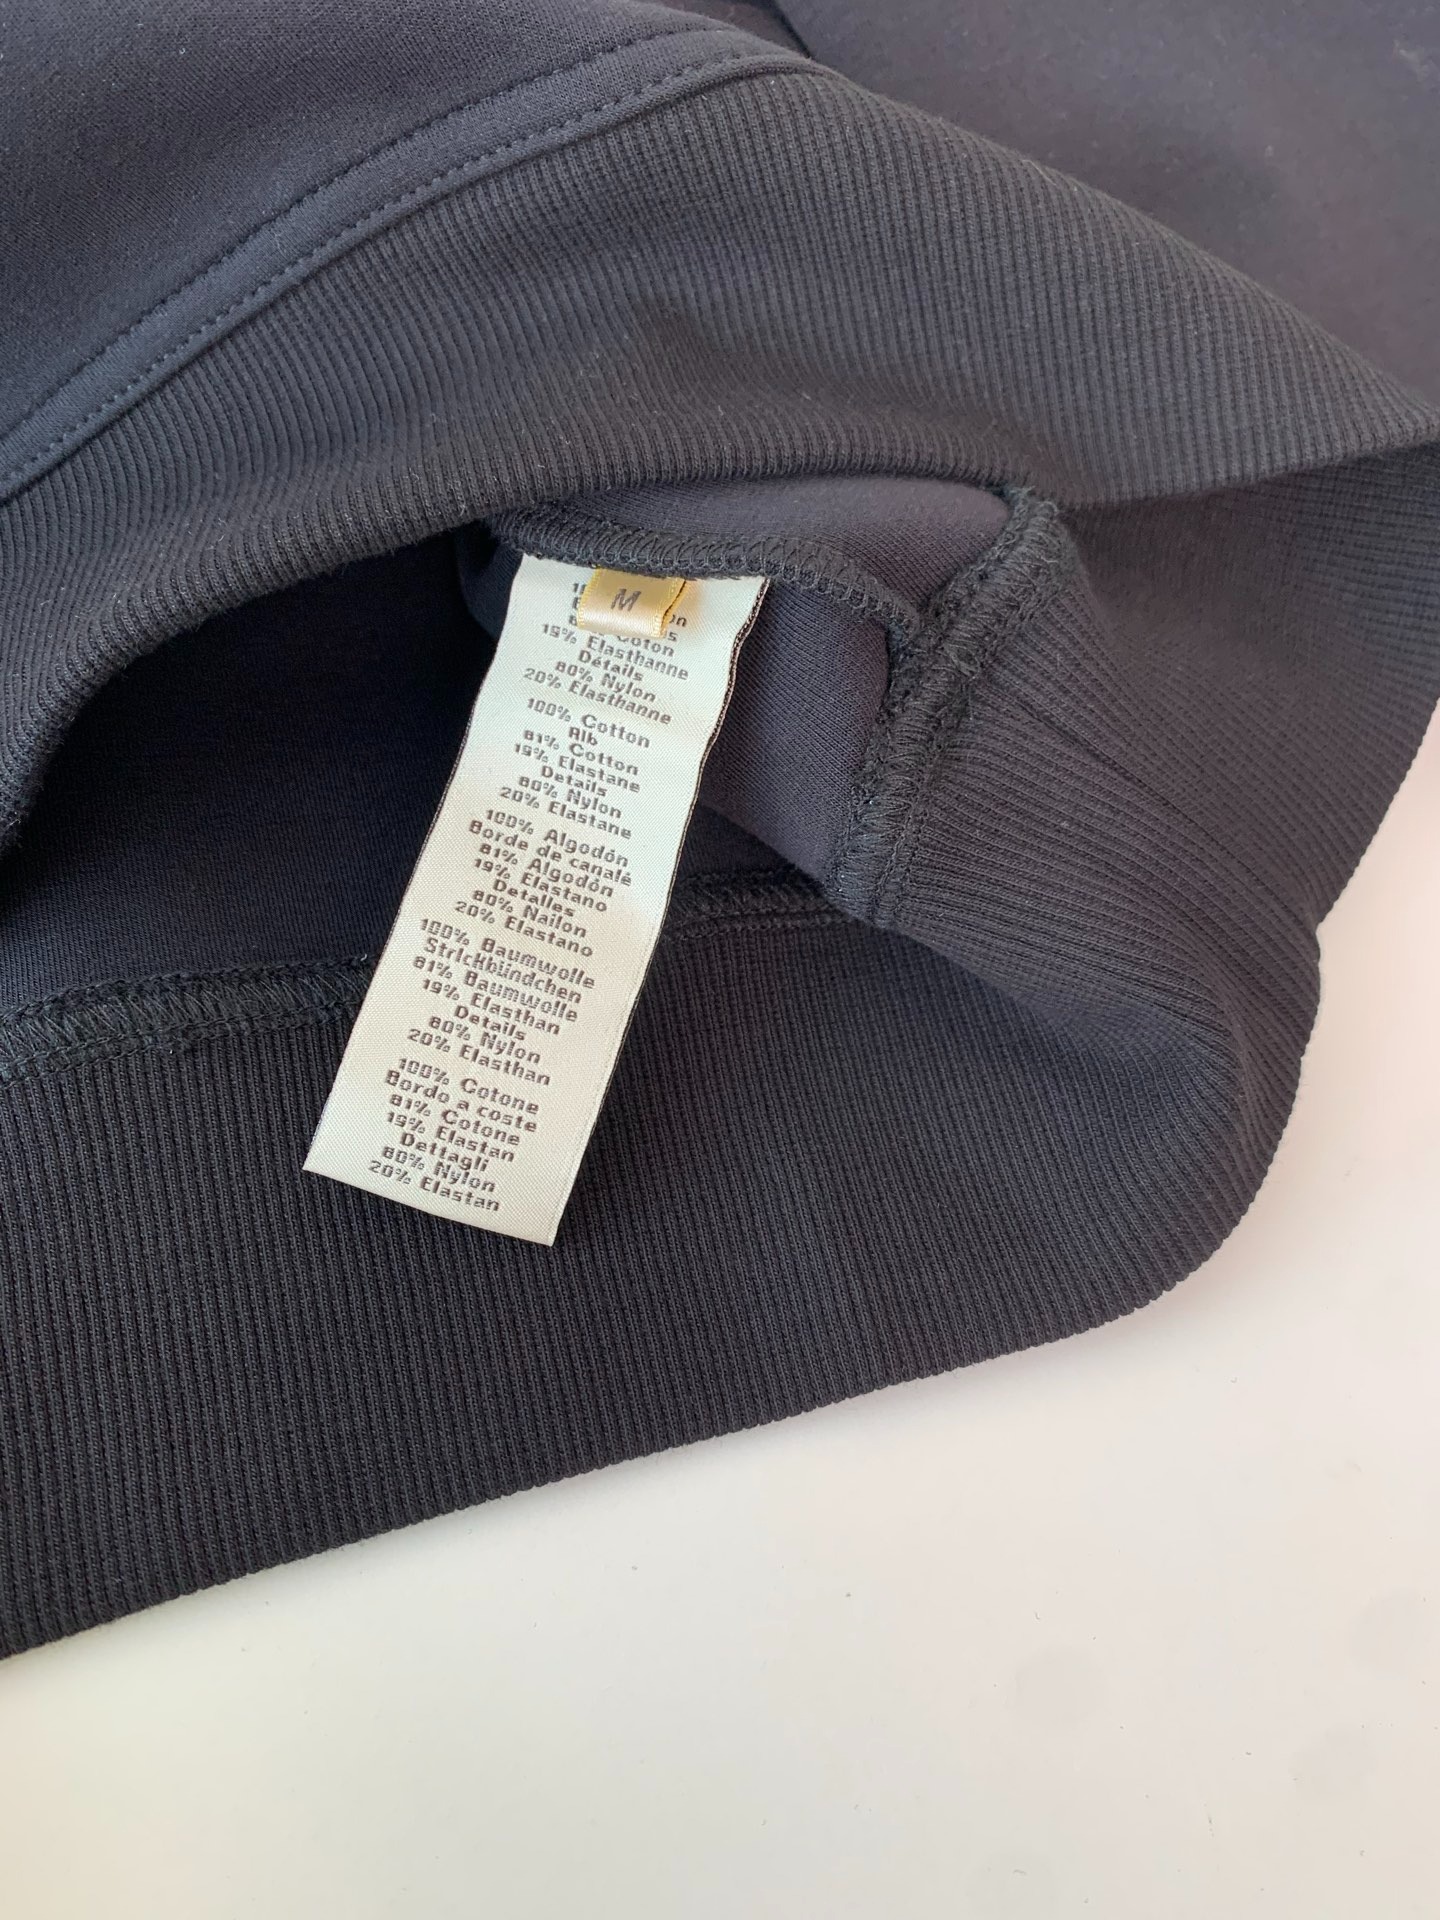 M
Coton
19% Elasthanne
Détails
80% Nylon
20% Elasthanne
100% Cotton
Rib
81% Cotton
19% Elastane
Details
80% Nylon
20% Elastane
100% Algodón
Borde de canalé
81% Algodón
19% Elastano
Detalles
80% Nailon
20% Elastano
100% Baumwolle
Strickbündchen
81% Baumwolle
19% Elasthan
Details
80% Nylon
20% Elasthan
100% Cotone
Bordo a coste
81% Cotone
19% Elastan
Dettagli
80% Nylon
20% Elastan